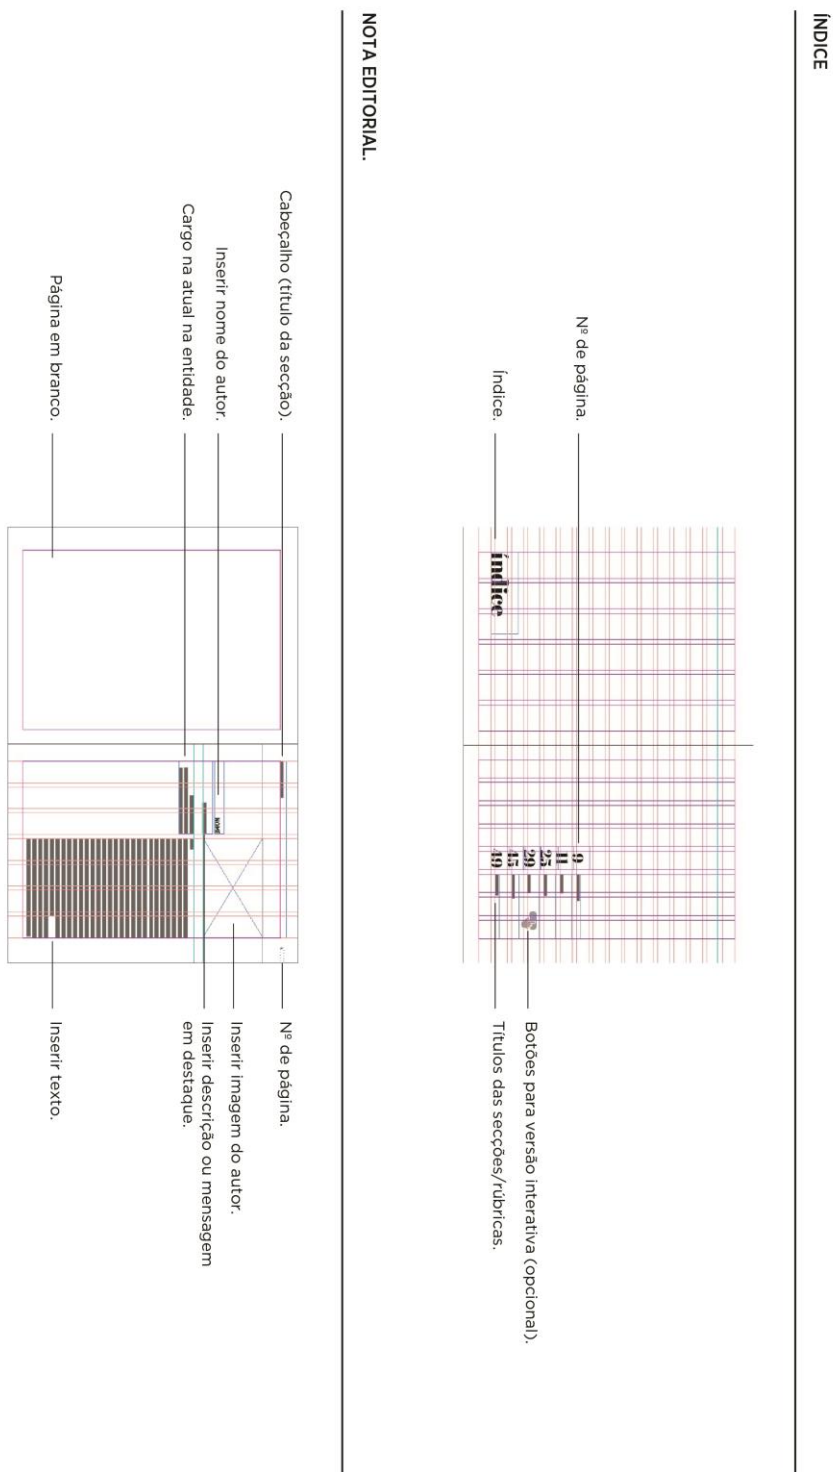 ÍNDICE
Nº de página.
Índice.
índice
9
11
25
29
45
49
Botões para versão interativa (opcional).
Títulos das secções/rúbricas.
NOTA EDITORIAL.
Cabeçalho (título da secção).
Inserir nome do autor.
Cargo na atual na entidade.
Página em branco.
NOME
Nº de página.
Inserir imagem do autor.
Inserir descrição ou mensagem
em destaque.
Inserir texto.